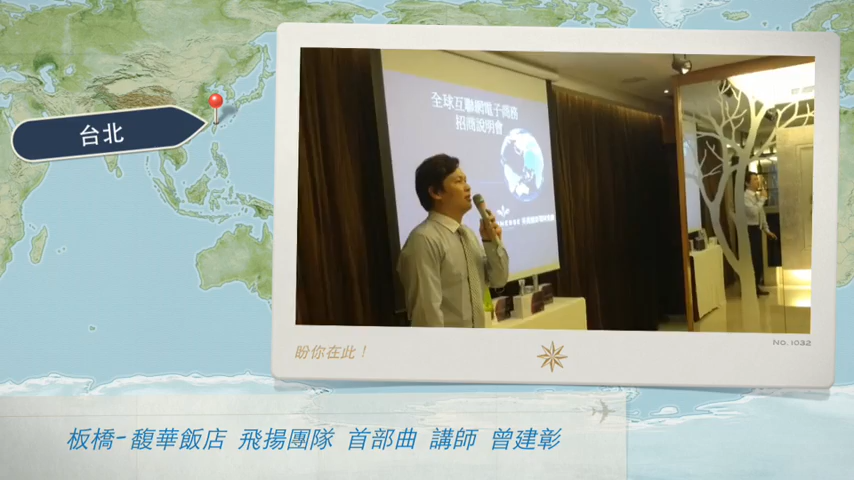 台北
全球互聯網電子商務
招商說明會
盼你在此！
No. 1032
板橋-馥華飯店 飛揚團隊 首部曲 講師 曾建彰